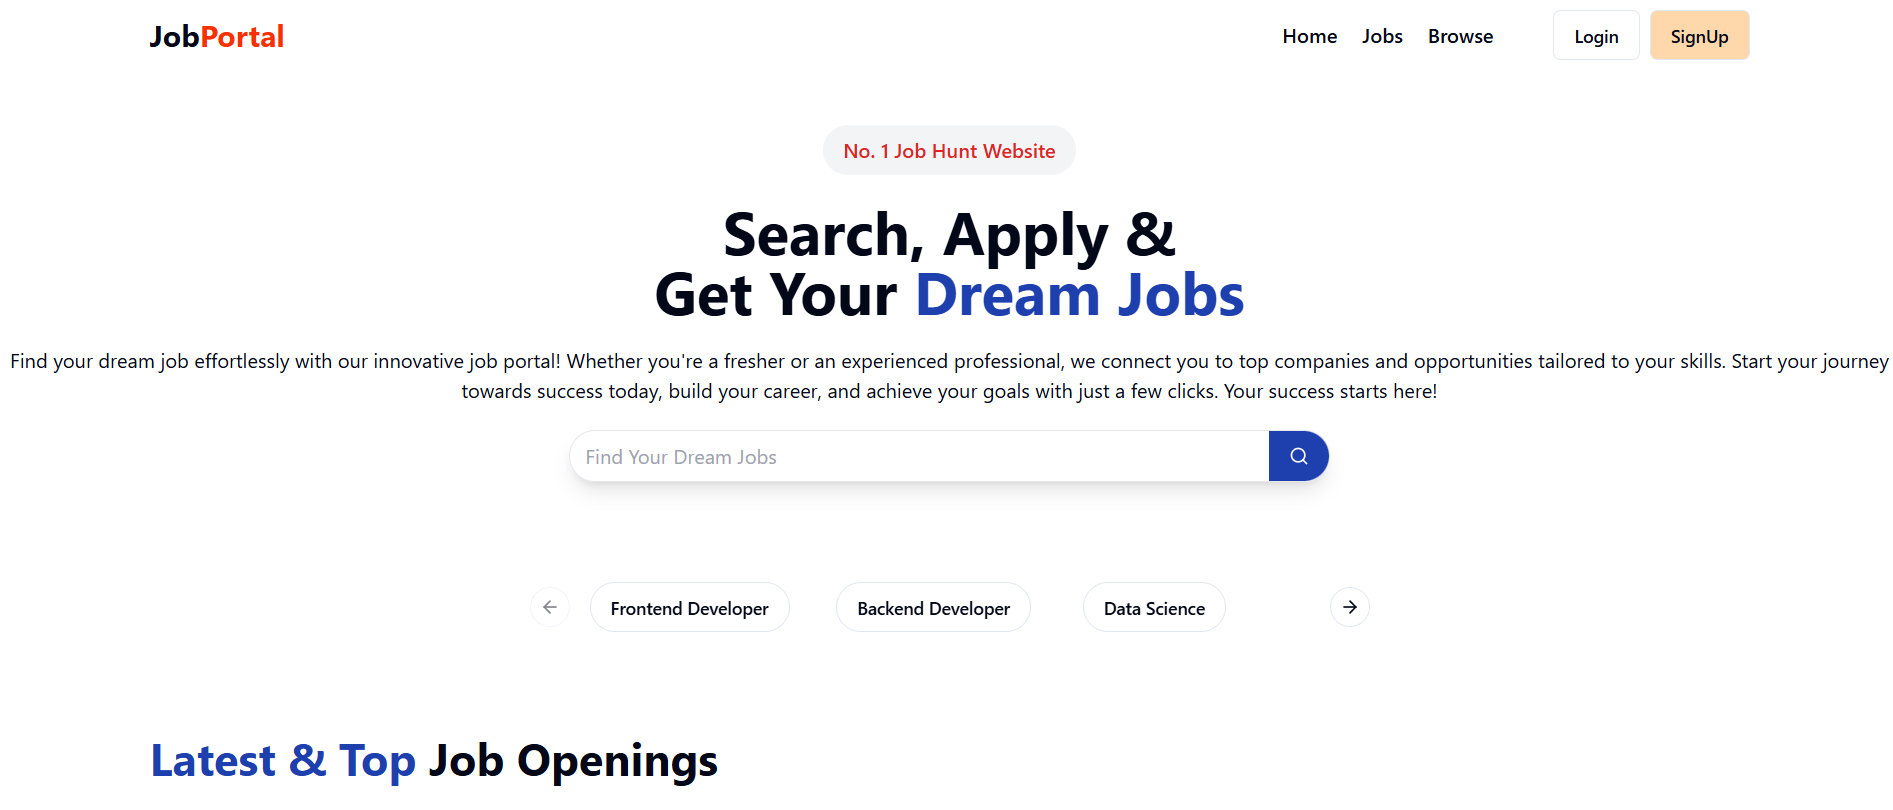 JobPortal
Home Jobs Browse Login SignUp
No. 1 Job Hunt Website
Search, Apply &
Get Your Dream Jobs
Find your dream job effortlessly with our innovative job portal! Whether you're a fresher or an experienced professional, we connect you to top companies and opportunities tailored to your skills. Start your journey
towards success today, build your career, and achieve your goals with just a few clicks. Your success starts here!
Find Your Dream Jobs
Frontend Developer Backend Developer Data Science
Latest & Top Job Openings